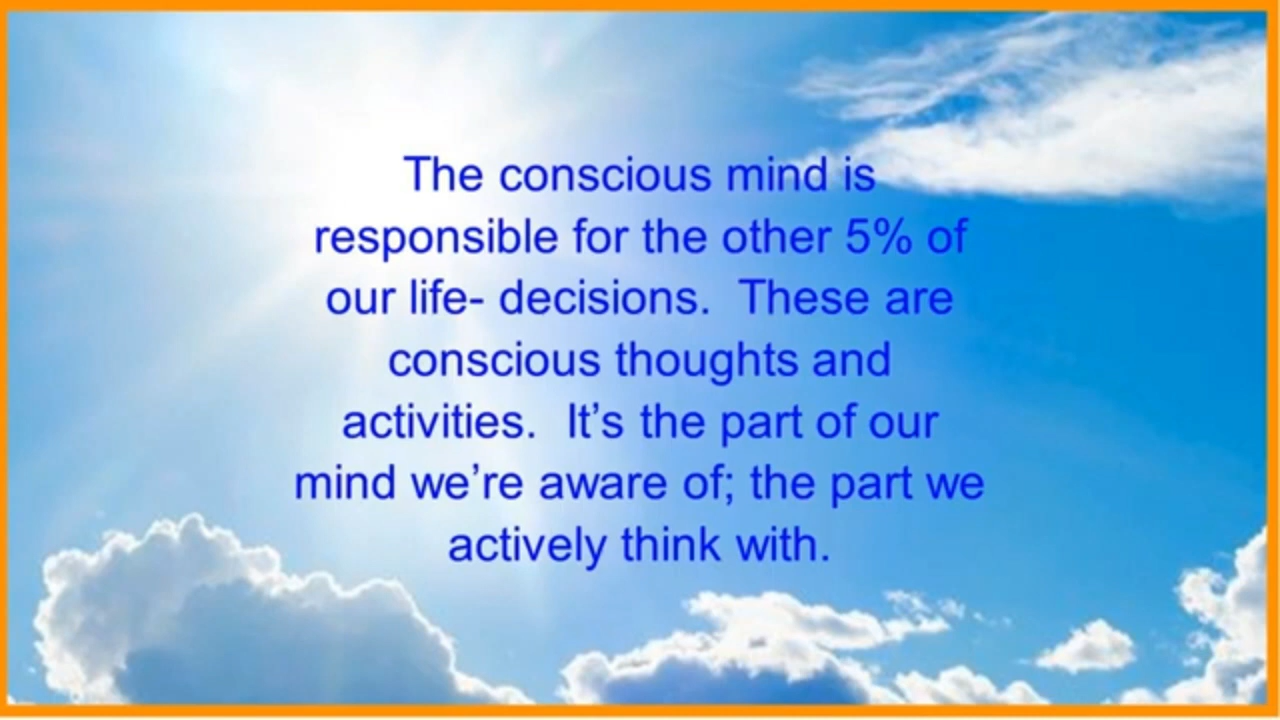 The conscious mind is
responsible for the other 5% of
our life- decisions.  These are
conscious thoughts and
activities.  It’s the part of our
mind we’re aware of; the part we
actively think with.